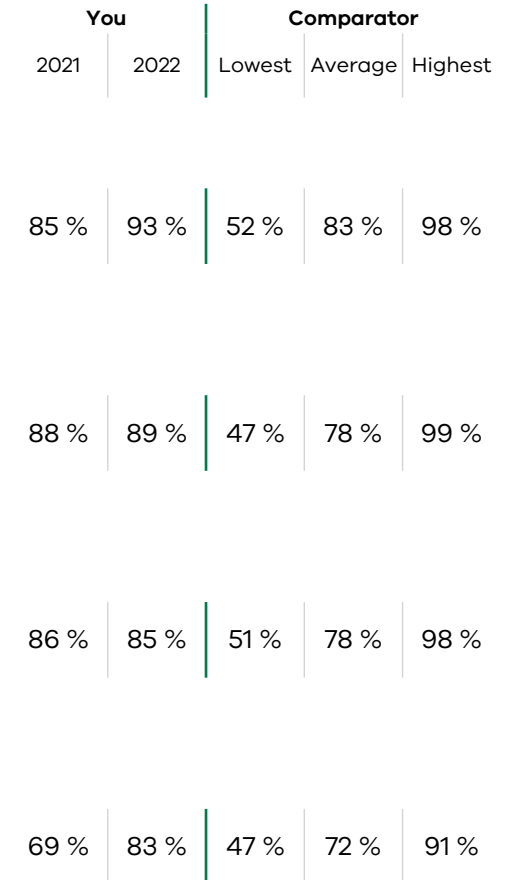 You Comparator
2021 2022 Lowest Average Highest
85 % 93 % 52 % 83 % 98 %
88 % 89 % 47 % 78 % 99 %
86 % 85 % 51 % 78 % 98 %
69 % 83 % 47 % 72 % 91 %